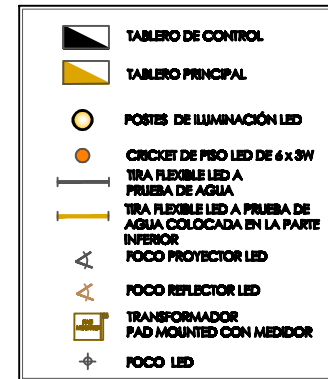 TABLERO DE CONTROL
TABLERO PRINCIPAL
POSTES DE ILUMINACIÓN LED
CRICKET DE PISO LED DE 6 x 3W
TIRA FLEXIBLE LED A
PRUEBA DE AGUA
TIRA FLEXIBLE LED A PRUEBA DE
AGUA COLOCADA EN LA PARTE
INFERIOR
FOCO PROYECTOR LED
FOCO REFLECTOR LED
PAD
MOUNTED
TRANSFORMADOR
PAD MOUNTED CON MEDIDOR
FOCO LED